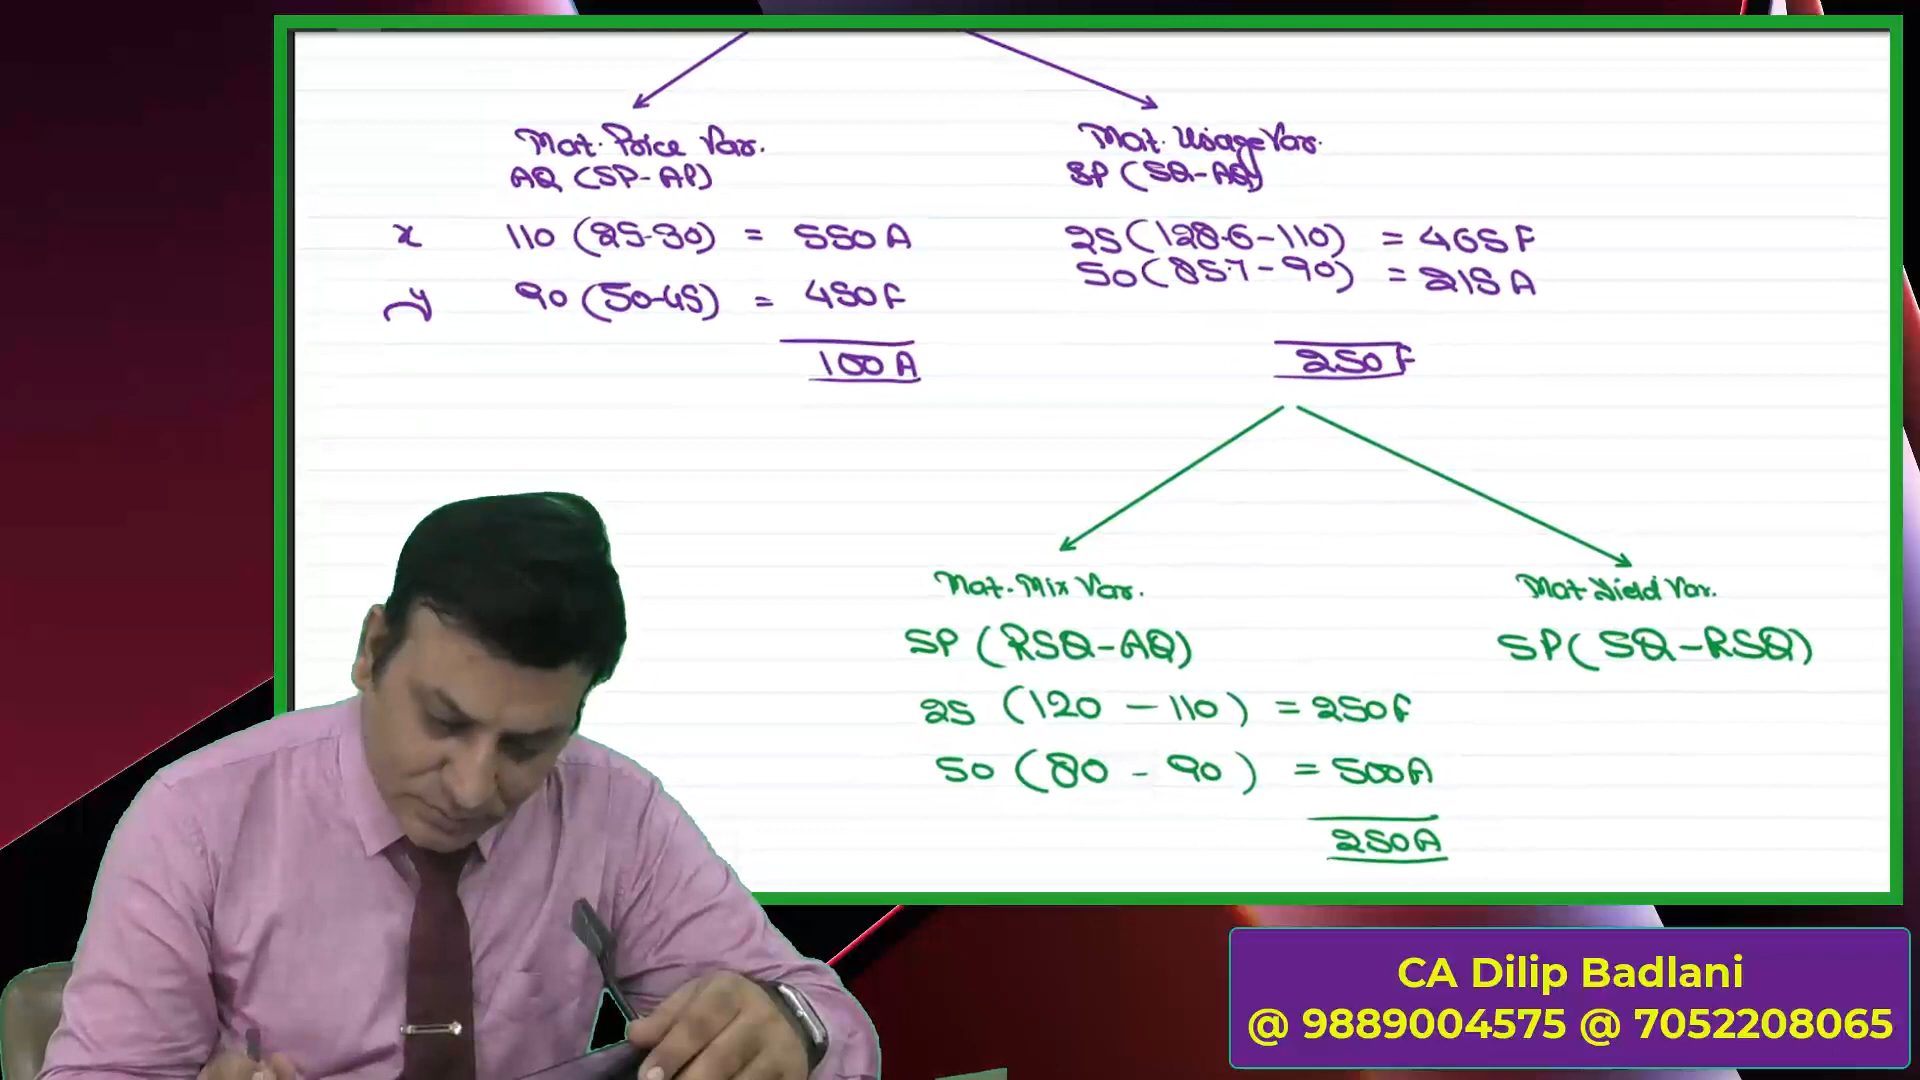 Mat. Price Var.
AQ (SP-AP)
x 110 (25-30) = 550 A
y 90 (50-45) = 450 F
100 A
Mat. Usage Var.
SP (SQ-AQ)
25 (128.6-110) = 465 F
50 (85.7-90) = 215 A
250 F
Mat. Mix Var.
SP (RSQ-AQ)
25 (120 - 110) = 250 F
50 (80 - 90) = 500 A
250 A
Mat Yield Var.
SP (SQ-RSQ)
CA Dilip Badlani
@ 9889004575 @ 7052208065